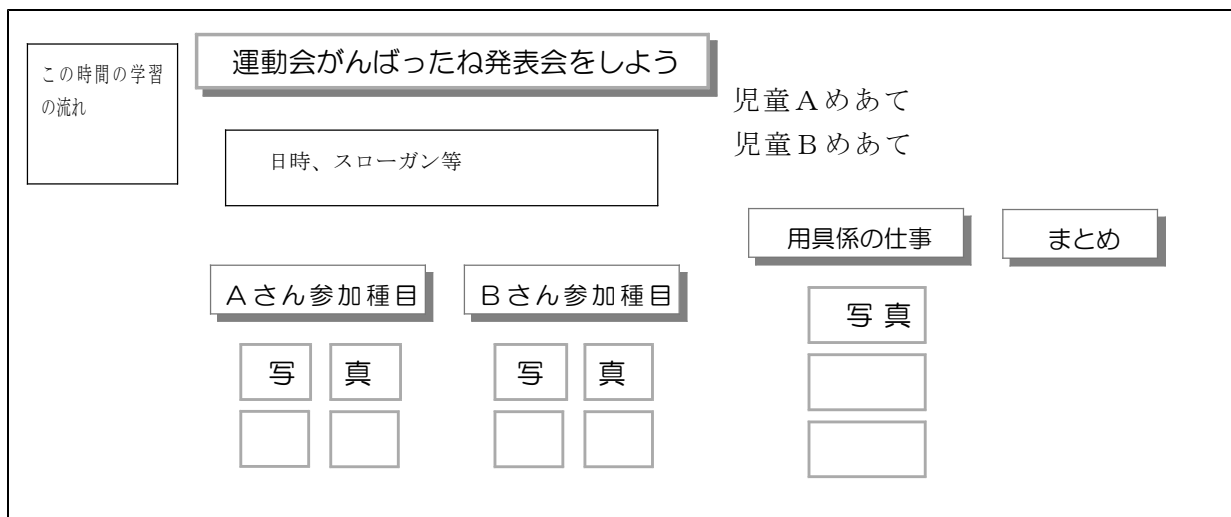 この時間の学習
の流れ
運動会がんばったね発表会をしよう
日時、スローガン等
児童Aめあて
児童Bめあて
Aさん参加種目
写 真
Bさん参加種目
写 真
用具係の仕事
写 真
まとめ